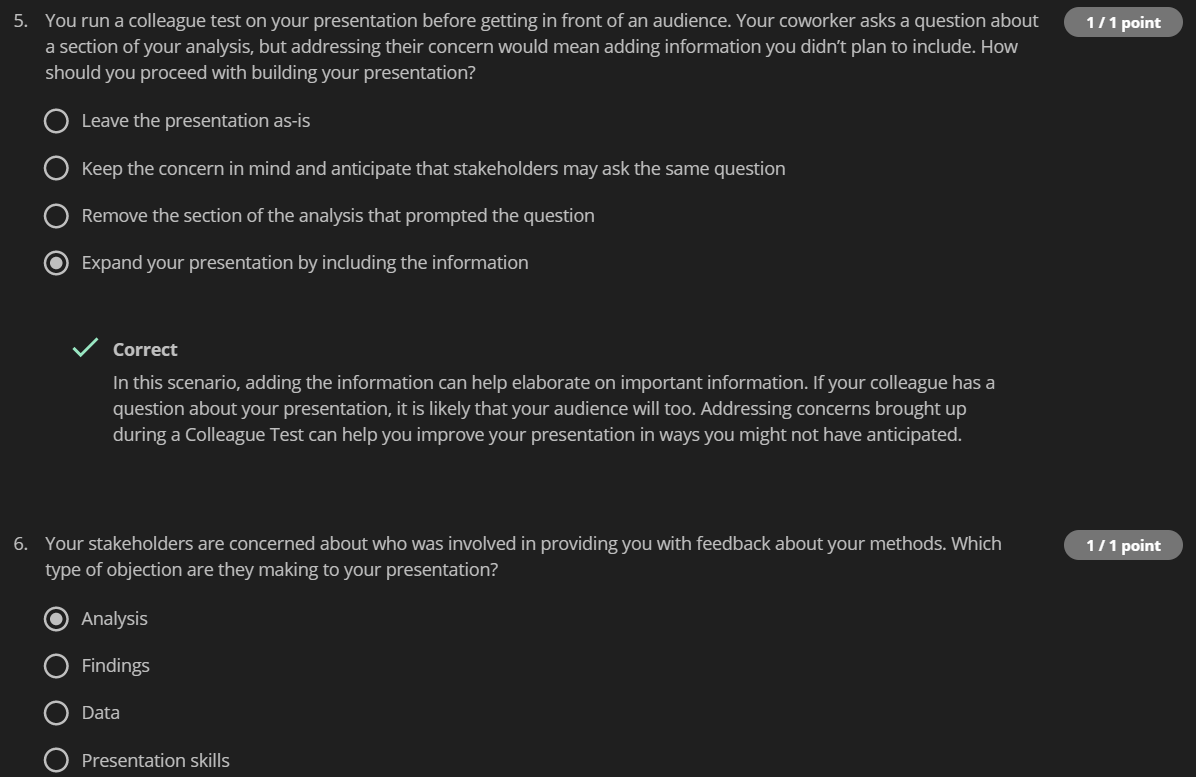 5. You run a colleague test on your presentation before getting in front of an audience. Your coworker asks a question about
1 / 1 point
a section of your analysis, but addressing their concern would mean adding information you didn’t plan to include. How
should you proceed with building your presentation?
Leave the presentation as-is
Keep the concern in mind and anticipate that stakeholders may ask the same question
Remove the section of the analysis that prompted the question
Expand your presentation by including the information
Correct
In this scenario, adding the information can help elaborate on important information. If your colleague has a
question about your presentation, it is likely that your audience will too. Addressing concerns brought up
during a Colleague Test can help you improve your presentation in ways you might not have anticipated.
6. Your stakeholders are concerned about who was involved in providing you with feedback about your methods. Which
1 / 1 point
type of objection are they making to your presentation?
Analysis
Findings
Data
Presentation skills